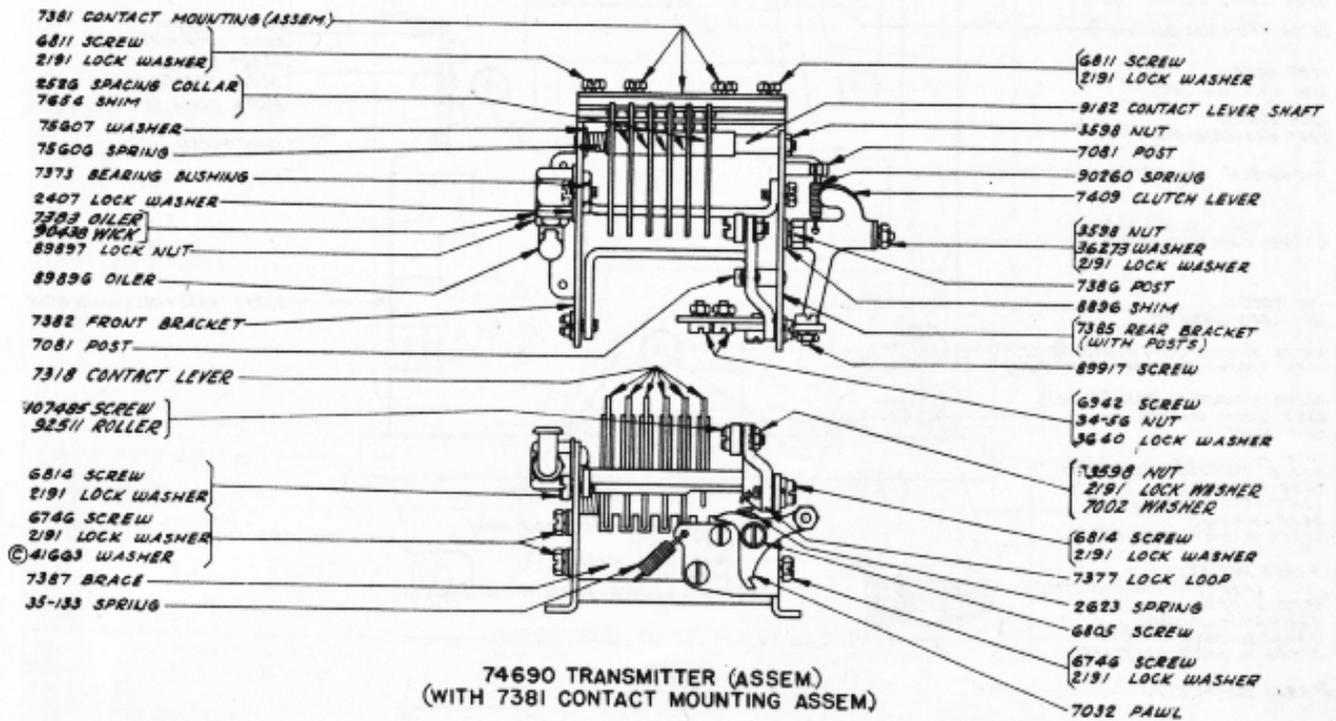 7381 CONTACT MOUNTING (ASSEM.)
6811 SCREW
2191 LOCK WASHER
2526 SPACING COLLAR
7654 SHIM
75607 WASHER
75606 SPRING
7373 BEARING BUSHING
2407 LOCK WASHER
7383 OILER
90438 WICK
89897 LOCK NUT
89896 OILER
7382 FRONT BRACKET
7081 POST
7318 CONTACT LEVER
107485 SCREW
92511 ROLLER
6814 SCREW
2191 LOCK WASHER
6746 SCREW
2191 LOCK WASHER
© 41663 WASHER
7387 BRACE
35-133 SPRING
6811 SCREW
2191 LOCK WASHER
9182 CONTACT LEVER SHAFT
3598 NUT
7081 POST
90260 SPRING
7409 CLUTCH LEVER
3598 NUT
36273 WASHER
2191 LOCK WASHER
7386 POST
8896 SHIM
7385 REAR BRACKET
(WITH POSTS)
89917 SCREW
6942 SCREW
34-56 NUT
3640 LOCK WASHER
3598 NUT
2191 LOCK WASHER
7002 WASHER
6814 SCREW
2191 LOCK WASHER
7377 LOCK LOOP
2623 SPRING
6805 SCREW
6746 SCREW
2191 LOCK WASHER
7032 PAWL
74690 TRANSMITTER (ASSEM.)
(WITH 7381 CONTACT MOUNTING ASSEM)